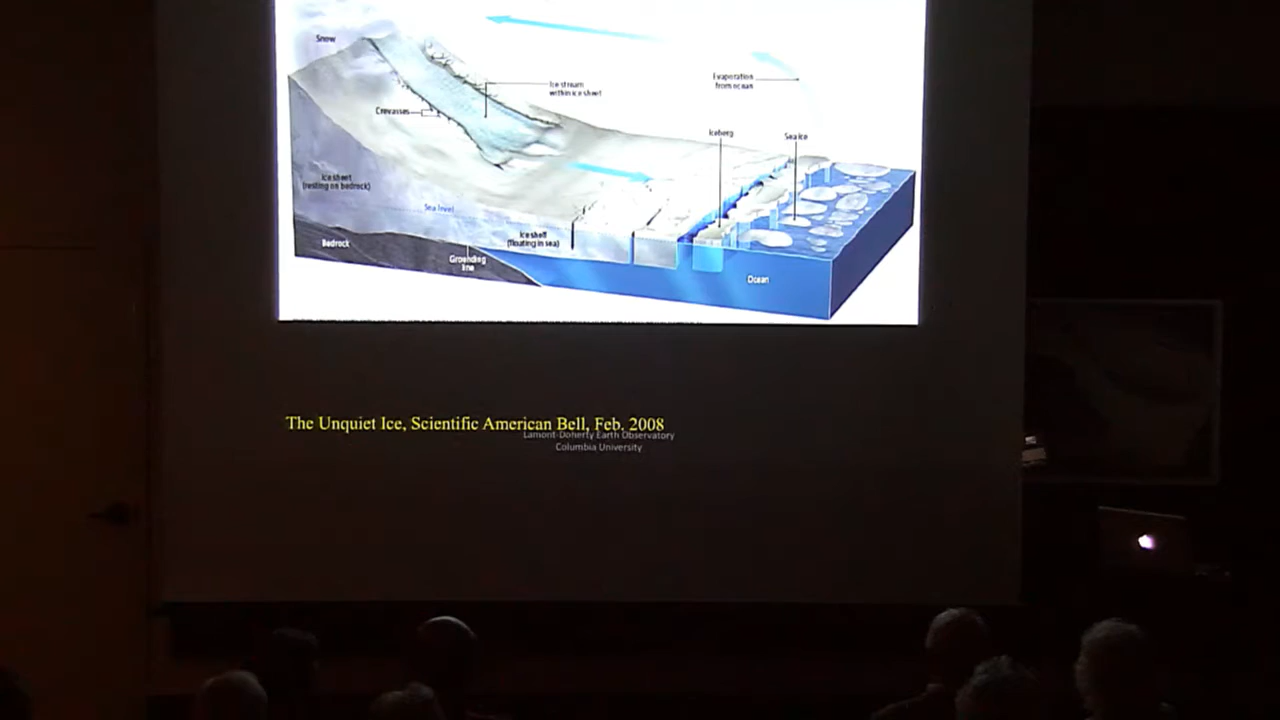 Snow
Ice stream
within ice sheet
Evaporation
from ocean
Crevasses
Iceberg
Sea ice
Ice sheet
(resting on bedrock)
Sea level
Ice shelf
(floating in sea)
Bedrock
Grounding
line
Ocean
The Unquiet Ice, Scientific American Bell, Feb. 2008
Lamont-Doherty Earth Observatory
Columbia University